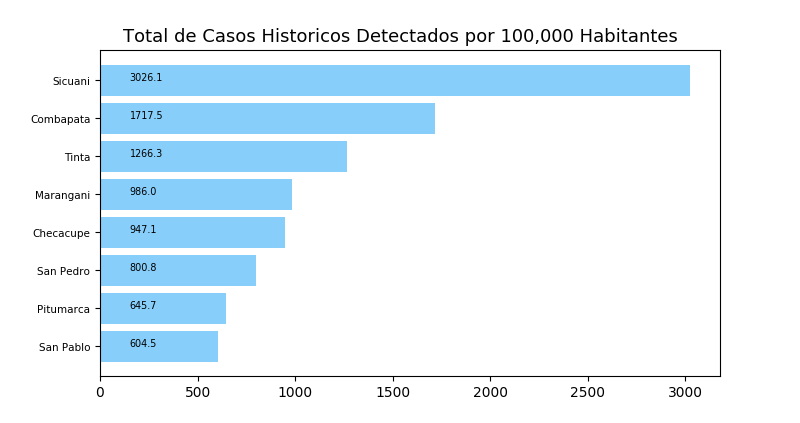 Total de Casos Historicos Detectados por 100,000 Habitantes
Sicuani 3026.1
Combapata 1717.5
Tinta 1266.3
Marangani 986.0
Checacupe 947.1
San Pedro 800.8
Pitumarca 645.7
San Pablo 604.5
0 500 1000 1500 2000 2500 3000